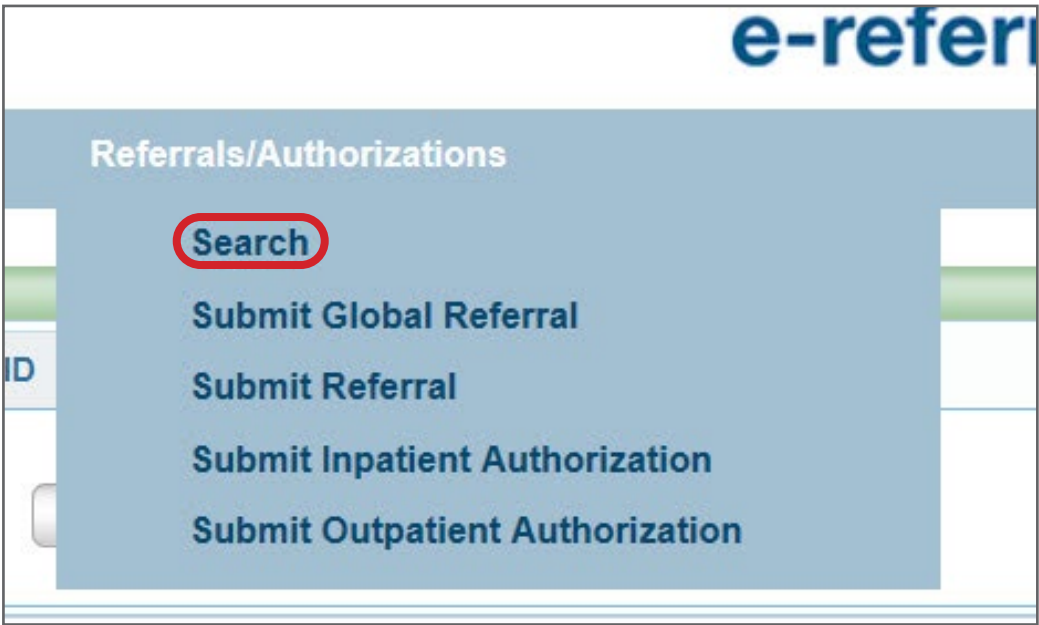 e-referr
Referrals/Authorizations
Search
Submit Global Referral
ID
Submit Referral
Submit Inpatient Authorization
Submit Outpatient Authorization